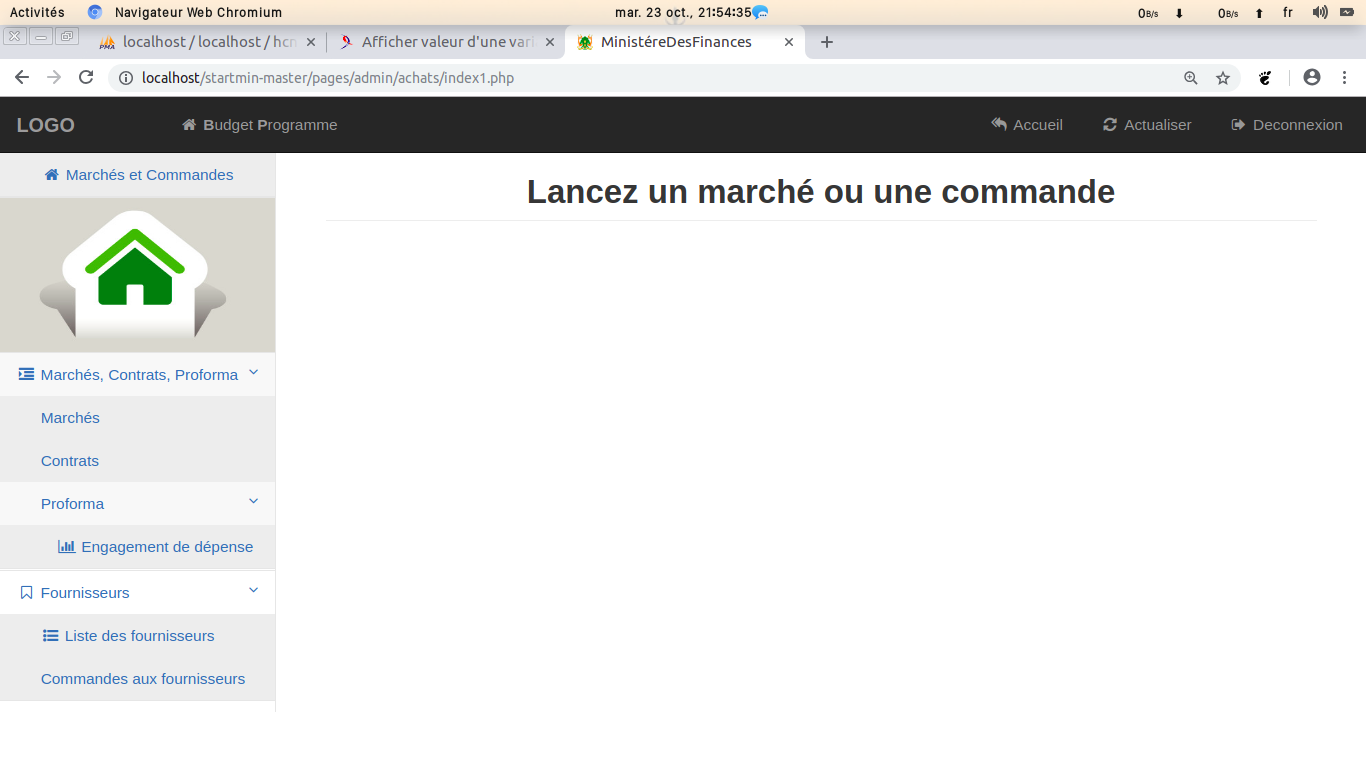 Activités Navigateur Web Chromium mar. 23 oct., 21:54:35 0B/s 0B/s fr
localhost / localhost / hcn Afficher valeur d'une vari MinistéreDesFinances
localhost/startmin-master/pages/admin/achats/index1.php
LOGO Budget Programme Accueil Actualiser Deconnexion
Marchés et Commandes
Lancez un marché ou une commande
Marchés, Contrats, Proforma
Marchés
Contrats
Proforma
Engagement de dépense
Fournisseurs
Liste des fournisseurs
Commandes aux fournisseurs